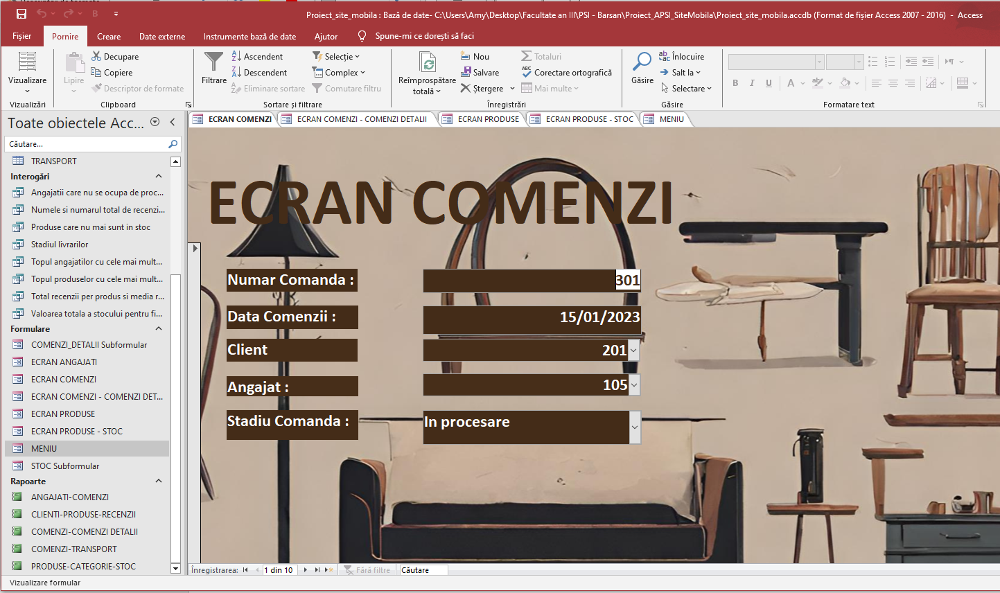 Proiect_site_mobila : Bază de date- C:\Users\Amy\Desktop\Facultate an III\PSI - Barsan\Proiect_APSI_SiteMobila\Proiect_site_mobila.accdb (Format de fișier Access 2007 - 2016) - Access
Fișier Pornire Creare Date externe Instrumente bază de date Ajutor Spune-mi ce dorești să faci
Vizualizare
Vizualizări
Lipire
Decupare
Copiere
Descriptor de formate
Clipboard
Filtrare
Ascendent
Descendent
Eliminare sortare
Selecție
Complex
Comutare filtru
Sortare și filtrare
Reîmprospătare
totală
Nou
Salvare
Ștergere
Totaluri
Corectare ortografică
Mai multe
Înregistrări
Găsire
Înlocuire
Salt la
Selectare
Găsire
B I U A
Formatare text
Toate obiectele Acc...
Căutare...
TRANSPORT
Interogări
Angajatii care nu se ocupa de proc...
Numele si numarul total de recenzi...
Produse care nu mai sunt in stoc
Stadiul livrarilor
Topul angajatilor cu cele mai mult...
Topul produselor cu cele mai mult...
Total recenzii per produs si media r...
Valoarea totala a stocului pentru fi...
Formulare
COMENZI_DETALII Subformular
ECRAN ANGAJATI
ECRAN COMENZI
ECRAN COMENZI - COMENZI DET...
ECRAN PRODUSE
ECRAN PRODUSE - STOC
MENIU
STOC Subformular
Rapoarte
ANGAJATI-COMENZI
CLIENTI-PRODUSE-RECENZII
COMENZI-COMENZI DETALII
COMENZI-TRANSPORT
PRODUSE-CATEGORIE-STOC
ECRAN COMENZI ECRAN COMENZI - COMENZI DETALII ECRAN PRODUSE ECRAN PRODUSE - STOC MENIU
ECRAN COMENZI
Numar Comanda : 301
Data Comenzii : 15/01/2023
Client 201
Angajat : 105
Stadiu Comanda : In procesare
Înregistrarea: 1 din 10 Fără filtre Căutare
Vizualizare formular